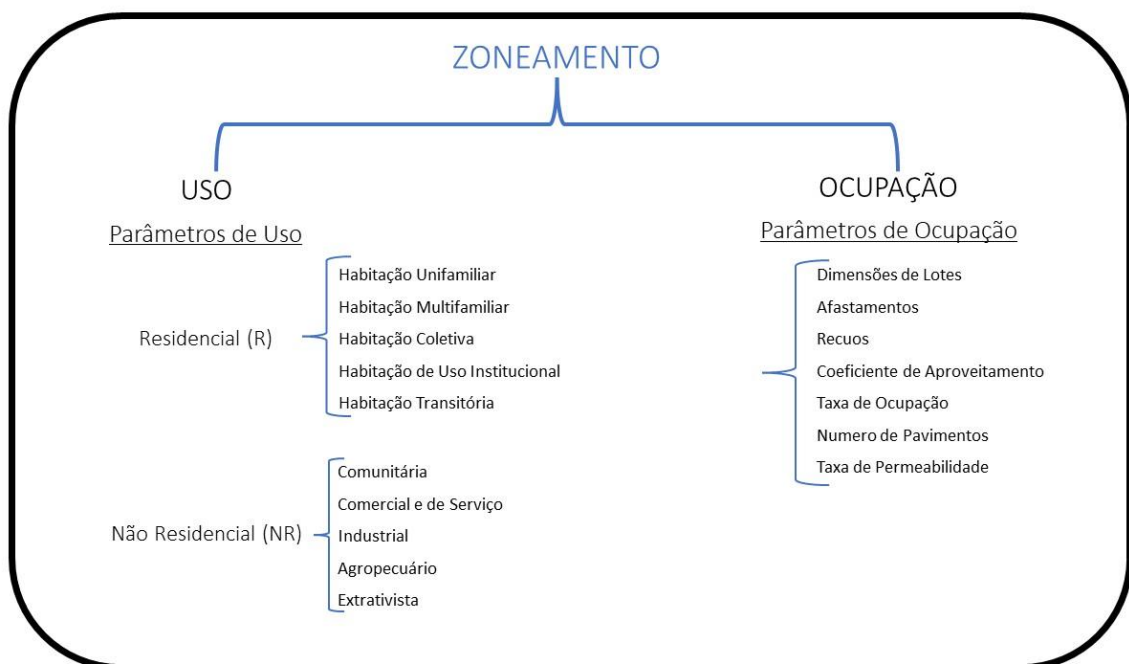 ZONEAMENTO
USO
Parâmetros de Uso
Residencial (R)
Habitação Unifamiliar
Habitação Multifamiliar
Habitação Coletiva
Habitação de Uso Institucional
Habitação Transitória
Não Residencial (NR)
Comunitária
Comercial e de Serviço
Industrial
Agropecuário
Extrativista
OCUPAÇÃO
Parâmetros de Ocupação
Dimensões de Lotes
Afastamentos
Recuos
Coeficiente de Aproveitamento
Taxa de Ocupação
Numero de Pavimentos
Taxa de Permeabilidade